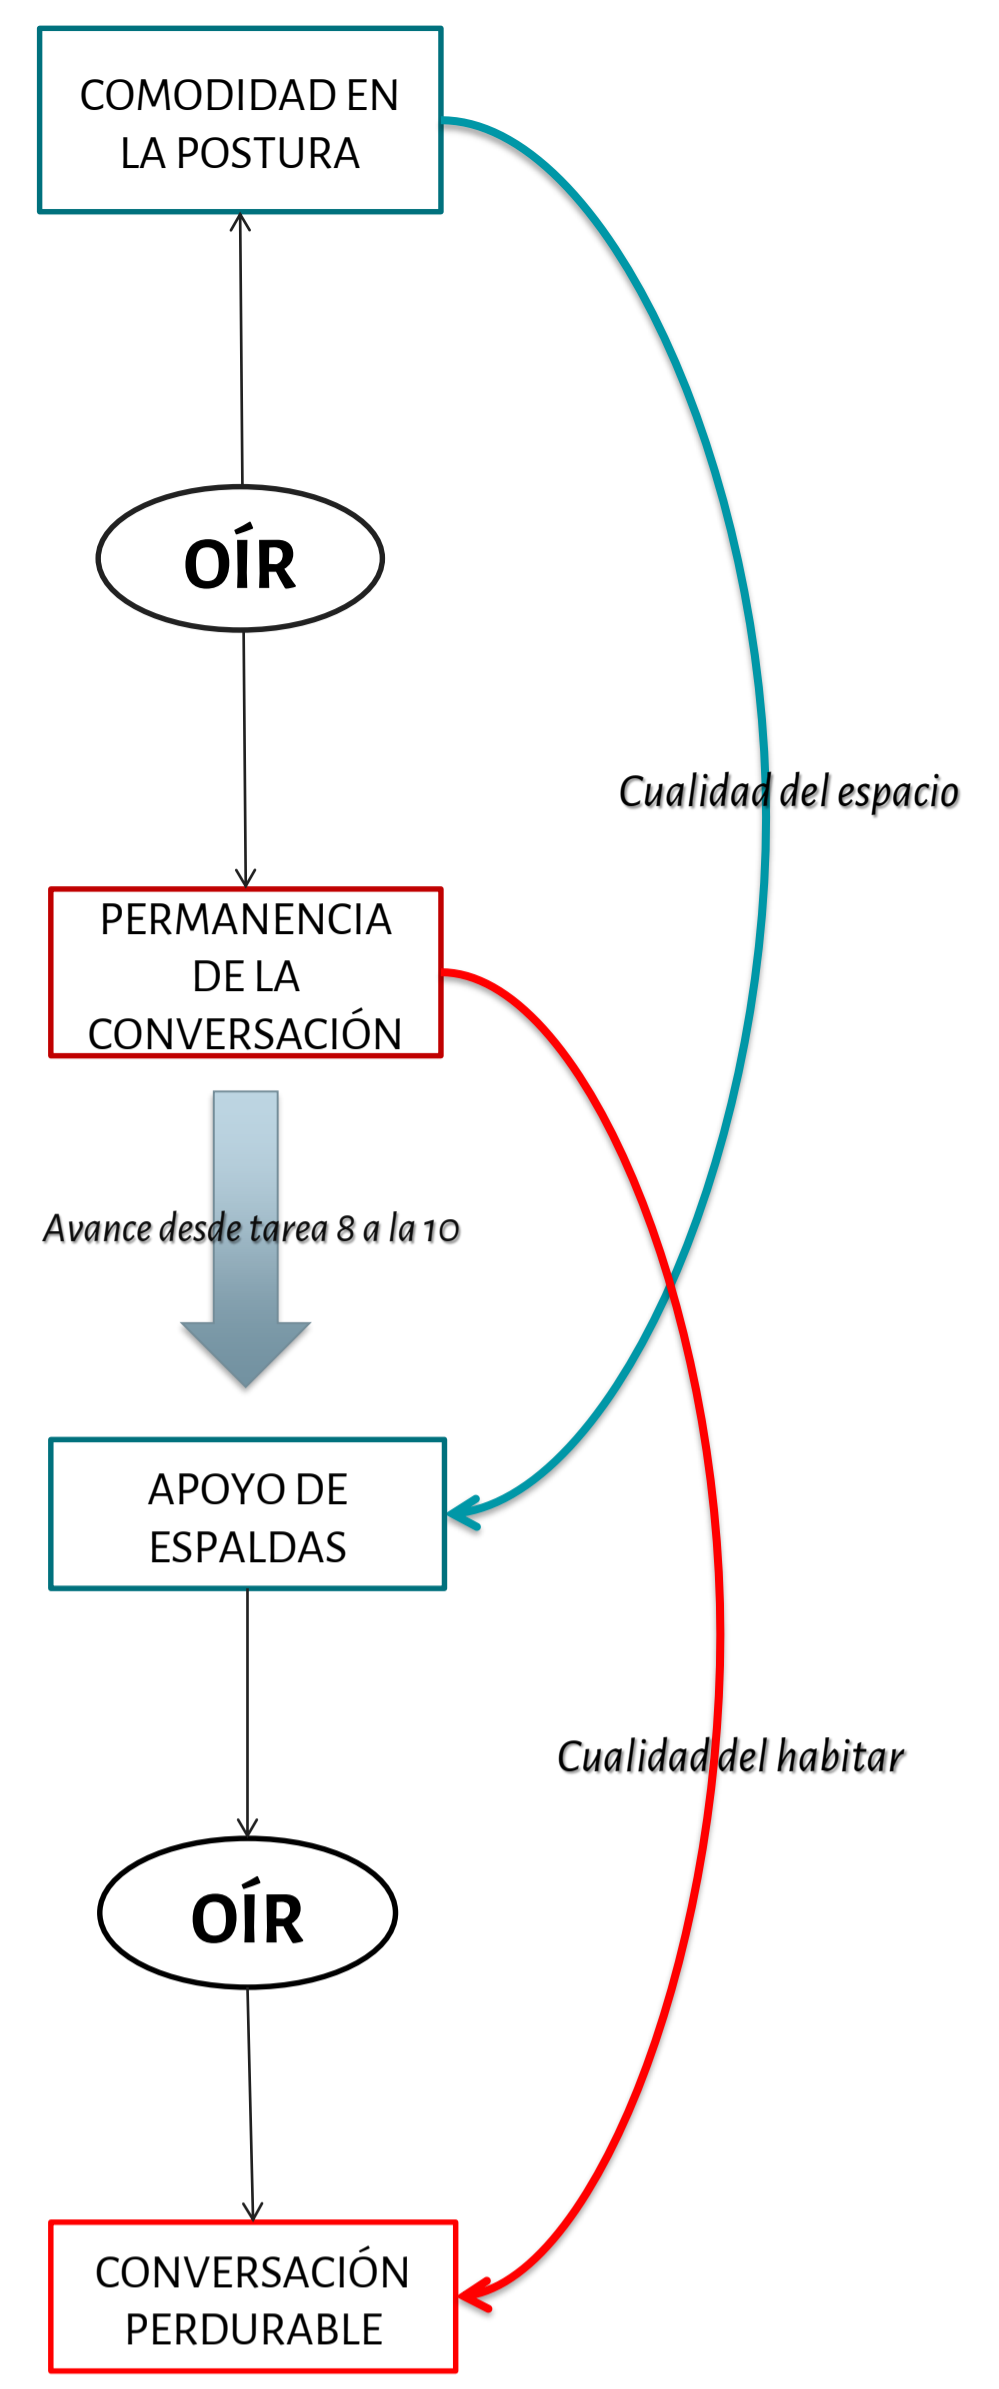 COMODIDAD EN
LA POSTURA
OÍR
Cualidad del espacio
PERMANENCIA
DE LA
CONVERSACIÓN
Avance desde tarea 8 a la 10
APOYO DE
ESPALDAS
Cualidad del habitar
OÍR
CONVERSACIÓN
PERDURABLE